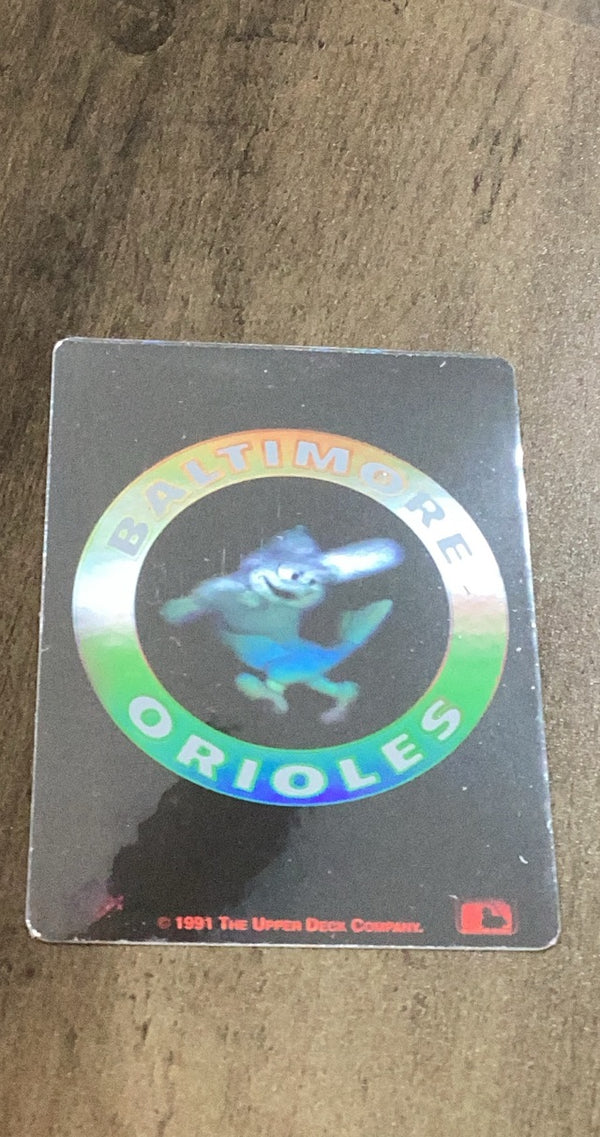 BALTIMORE
ORIOLES
© 1991 THE UPPER DECK COMPANY.